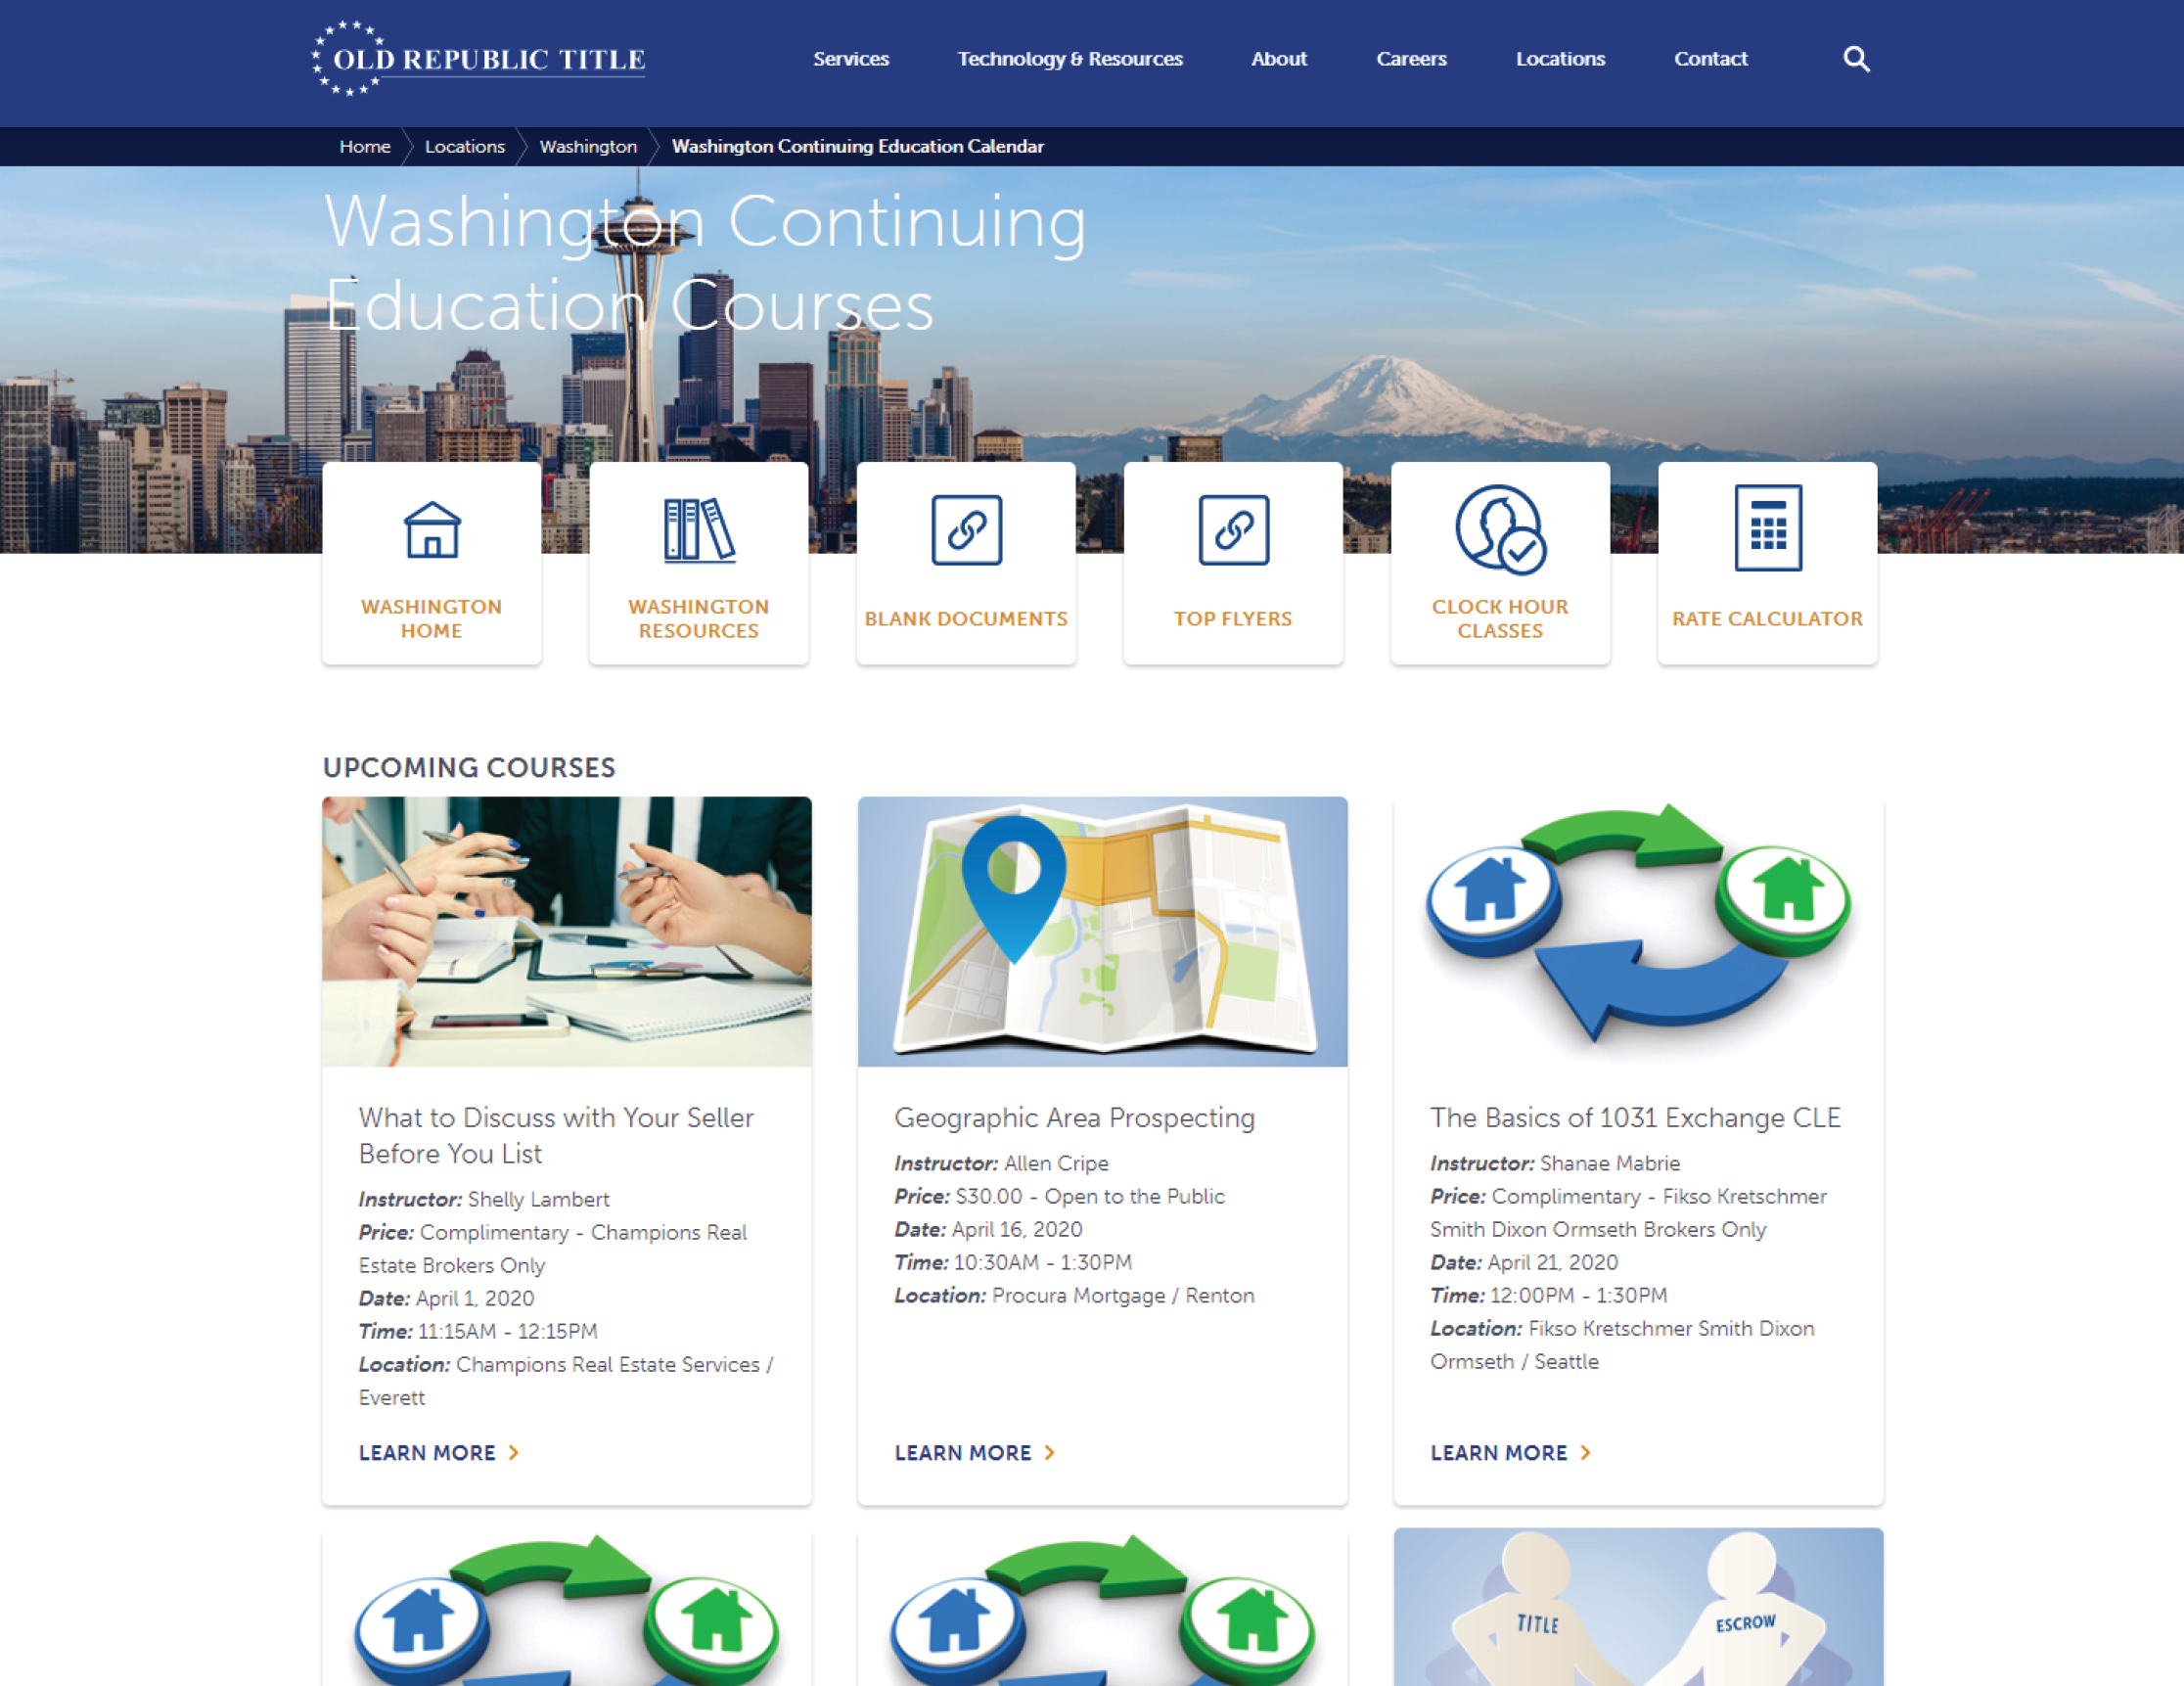 OLD REPUBLIC TITLE
Services
Technology & Resources
About
Careers
Locations
Contact
Home
Locations
Washington
Washington Continuing Education Calendar
Washington Continuing
Education Courses
WASHINGTON
HOME
WASHINGTON
RESOURCES
BLANK DOCUMENTS
TOP FLYERS
CLOCK HOUR
CLASSES
RATE CALCULATOR
UPCOMING COURSES
What to Discuss with Your Seller
Before You List
Instructor: Shelly Lambert
Price: Complimentary - Champions Real
Estate Brokers Only
Date: April 1, 2020
Time: 11:15AM - 12:15PM
Location: Champions Real Estate Services /
Everett
LEARN MORE
Geographic Area Prospecting
Instructor: Allen Cripe
Price: $30.00 - Open to the Public
Date: April 16, 2020
Time: 10:30AM - 1:30PM
Location: Procura Mortgage / Renton
LEARN MORE
The Basics of 1031 Exchange CLE
Instructor: Shanae Mabrie
Price: Complimentary - Fikso Kretschmer
Smith Dixon Ormseth Brokers Only
Date: April 21, 2020
Time: 12:00PM - 1:30PM
Location: Fikso Kretschmer Smith Dixon
Ormseth / Seattle
LEARN MORE
TITLE
ESCROW